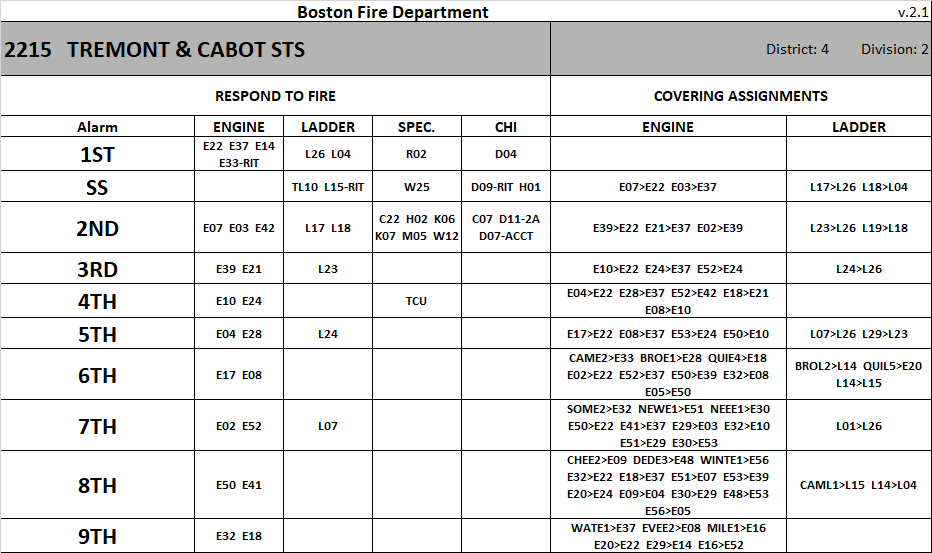 Boston Fire Department v.2.1
2215 TREMONT & CABOT STS District: 4 Division: 2
RESPOND TO FIRE COVERING ASSIGNMENTS
Alarm ENGINE LADDER SPEC. CHI ENGINE LADDER
1ST E22 E37 E14 L26 L04 R02 D04
E33-RIT
SS TL10 L15-RIT W25 D09-RIT H01 E07>E22 E03>E37 L17>L26 L18>L04
2ND E07 E03 E42 L17 L18 C22 H02 K06 C07 D11-2A E39>E22 E21>E37 E02>E39 L23>L26 L19>L18
K07 M05 W12 D07-ACCT
3RD E39 E21 L23 E10>E22 E24>E37 E52>E24 L24>L26
4TH E10 E24 TCU E04>E22 E28>E37 E52>E42 E18>E21
E08>E10
5TH E04 E28 L24 E17>E22 E08>E37 E53>E24 E50>E10 L07>L26 L29>L23
6TH E17 E08 CAME2>E33 BROE1>E28 QUIE4>E18 BROL2>L14 QUIL5>E20
E02>E22 E52>E37 E50>E39 E32>E08 L14>L15
E05>E50
7TH E02 E52 L07 SOME2>E32 NEWE1>E51 NEEE1>E30 L01>L26
E50>E22 E41>E37 E29>E03 E32>E10
E51>E29 E30>E53
8TH E50 E41 CHEE2>E09 DEDE3>E48 WINTE1>E56 CAML1>L15 L14>L04
E32>E22 E18>E37 E51>E07 E53>E39
E20>E24 E09>E04 E30>E29 E48>E53
E56>E05
9TH E32 E18 WATE1>E37 EVEE2>E08 MILE1>E16
E20>E22 E29>E14 E16>E52